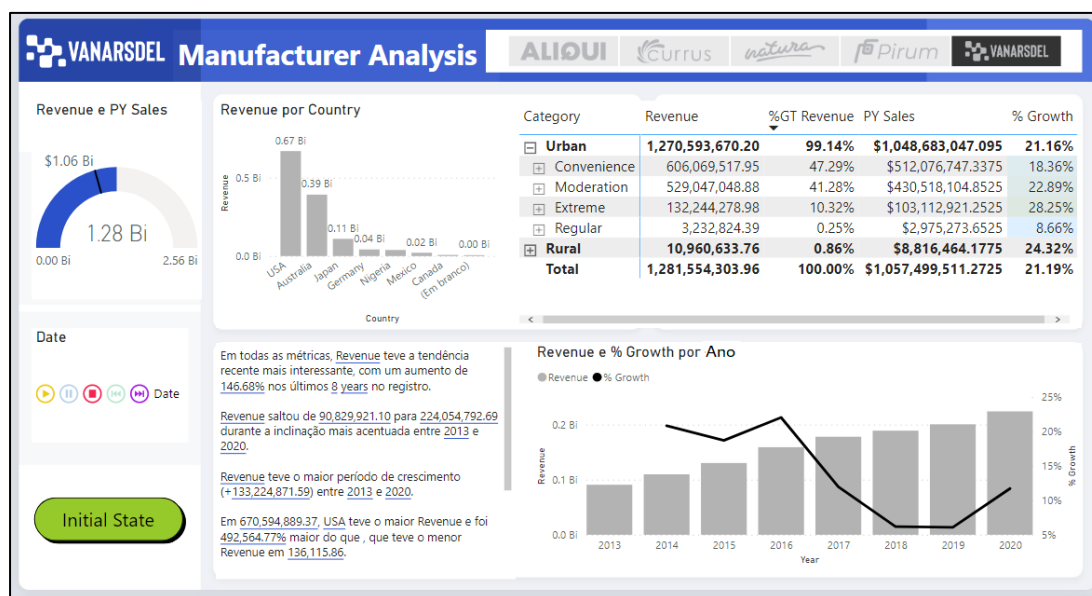 VANARSDEL Manufacturer Analysis
ALIQUI Currus natura Pirum VANARSDEL
Revenue e PY Sales
$1.06 Bi
1.28 Bi
0.00 Bi 2.56 Bi
Date
Date
Initial State
Revenue por Country
Revenue
0.5 Bi
0.0 Bi
0.67 Bi
0.39 Bi
0.11 Bi
0.04 Bi
0.02 Bi
0.00 Bi
USA
Australia
Japan
Germany
Nigeria
Mexico
Canada
(Em branco)
Country
Category Revenue %GT Revenue PY Sales % Growth
Urban 1,270,593,670.20 99.14% $1,048,683,047.095 21.16%
Convenience 606,069,517.95 47.29% $512,076,747.3375 18.36%
Moderation 529,047,048.88 41.28% $430,518,104.8525 22.89%
Extreme 132,244,278.98 10.32% $103,112,921.2525 28.25%
Regular 3,232,824.39 0.25% $2,975,273.6525 8.66%
Rural 10,960,633.76 0.86% $8,816,464.1775 24.32%
Total 1,281,554,303.96 100.00% $1,057,499,511.2725 21.19%
Em todas as métricas, Revenue teve a tendência
recente mais interessante, com um aumento de
146.68% nos últimos 8 years no registro.
Revenue saltou de 90,829,921.10 para 224,054,792.69
durante a inclinação mais acentuada entre 2013 e
2020.
Revenue teve o maior período de crescimento
(+133,224,871.59) entre 2013 e 2020.
Em 670,594,889.37, USA teve o maior Revenue e foi
492,564.77% maior do que , que teve o menor
Revenue em 136,115.86.
Revenue e % Growth por Ano
Revenue % Growth
Revenue
0.2 Bi
0.1 Bi
0.0 Bi
25%
20%
15%
10%
5%
% Growth
2013 2014 2015 2016 2017 2018 2019 2020
Year